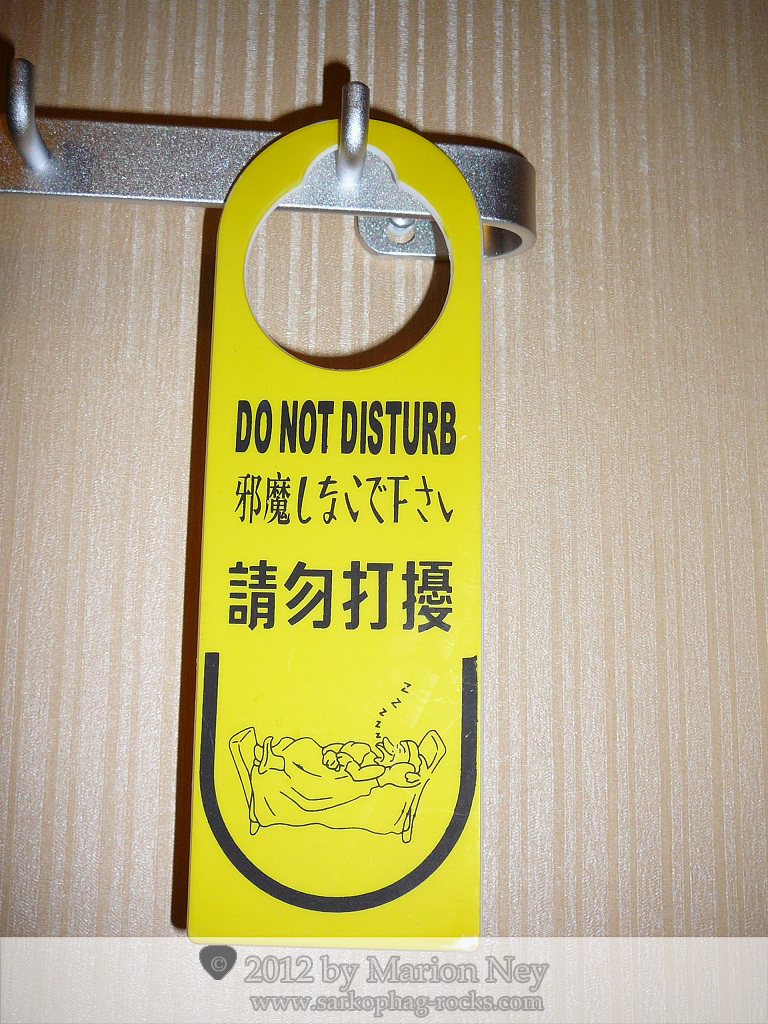 DO NOT DISTURB
邪魔しないで下さい
請勿打擾
z z z z z
© 2012 by Marion Ney
www.sarkophag-rocks.com